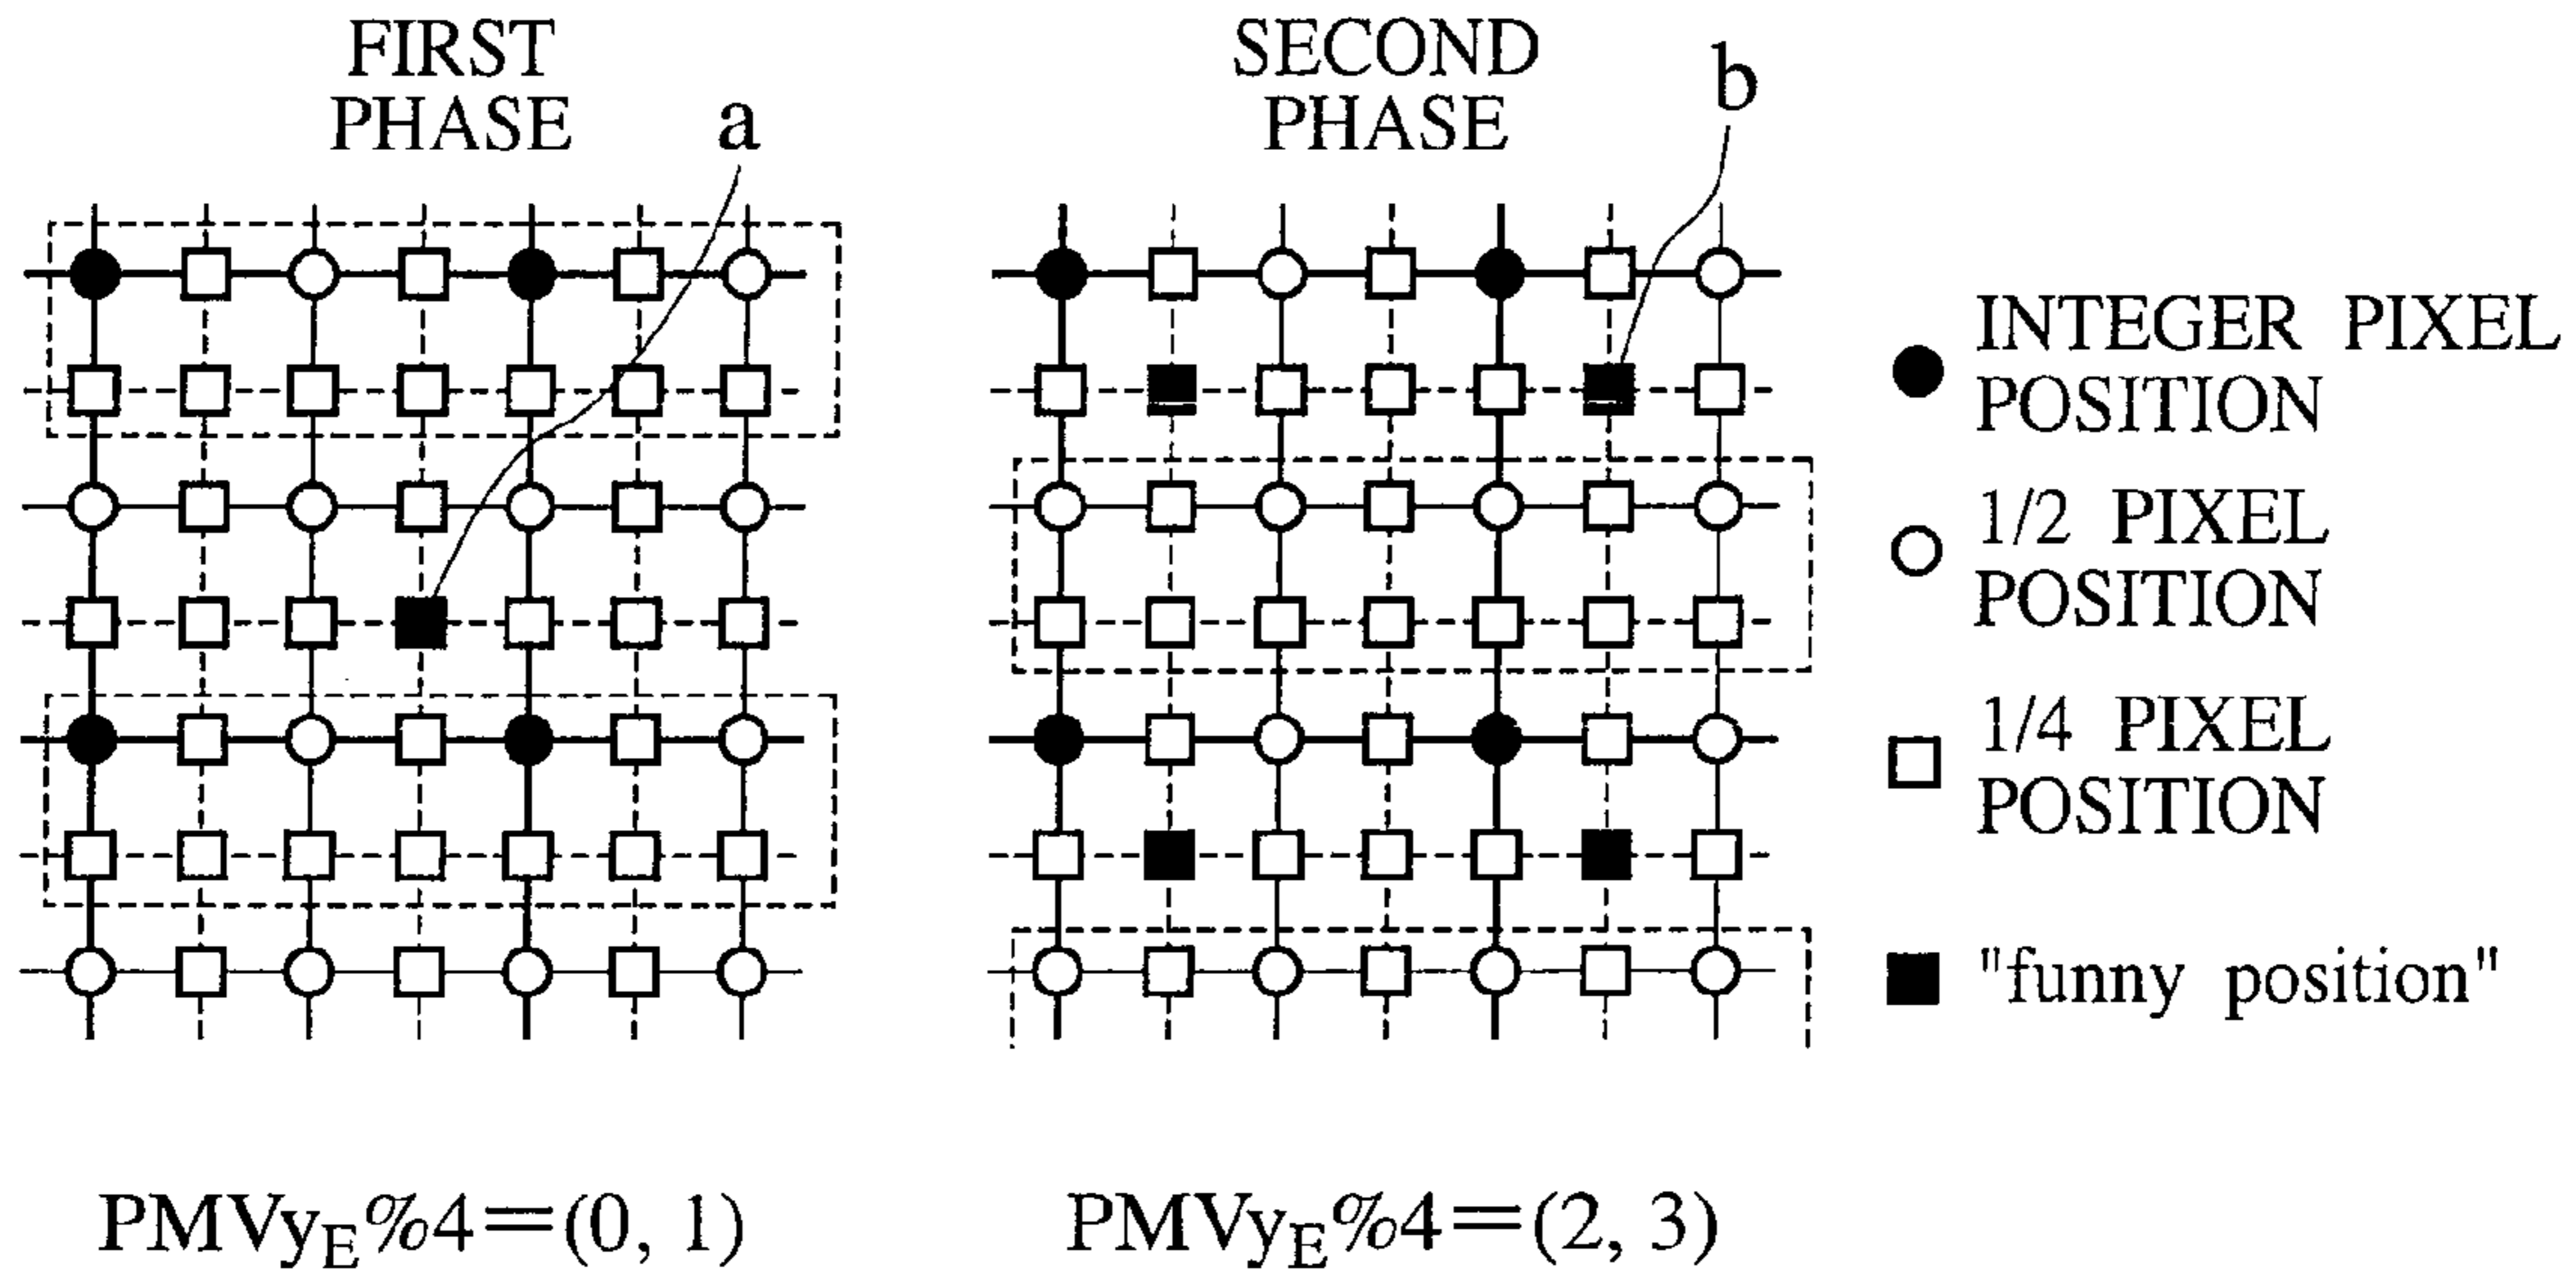 FIRST
PHASE
a
SECOND
PHASE
b
INTEGER PIXEL
POSITION
1/2 PIXEL
POSITION
1/4 PIXEL
POSITION
"funny position"
PMVyE%4=(0, 1)
PMVyE%4=(2, 3)